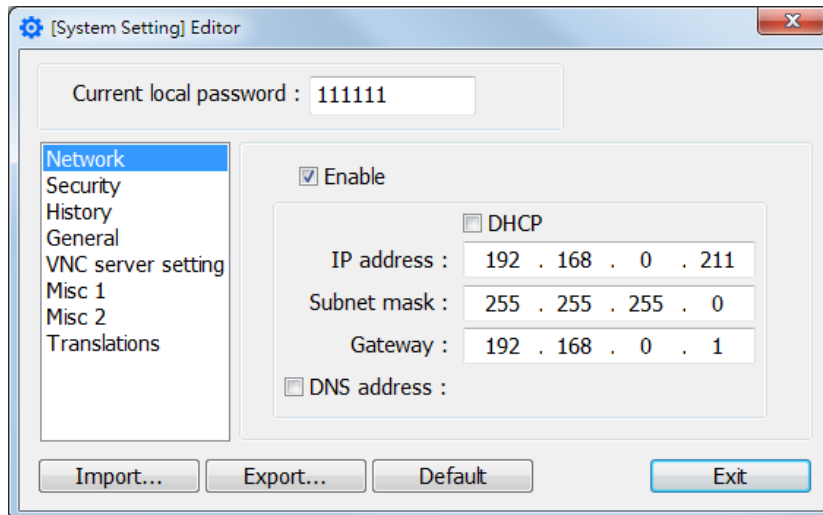 [System Setting] Editor
Current local password : 111111
Network
Security
History
General
VNC server setting
Misc 1
Misc 2
Translations
Enable
DHCP
IP address : 192 . 168 . 0 . 211
Subnet mask : 255 . 255 . 255 . 0
Gateway : 192 . 168 . 0 . 1
DNS address :
Import... Export... Default Exit